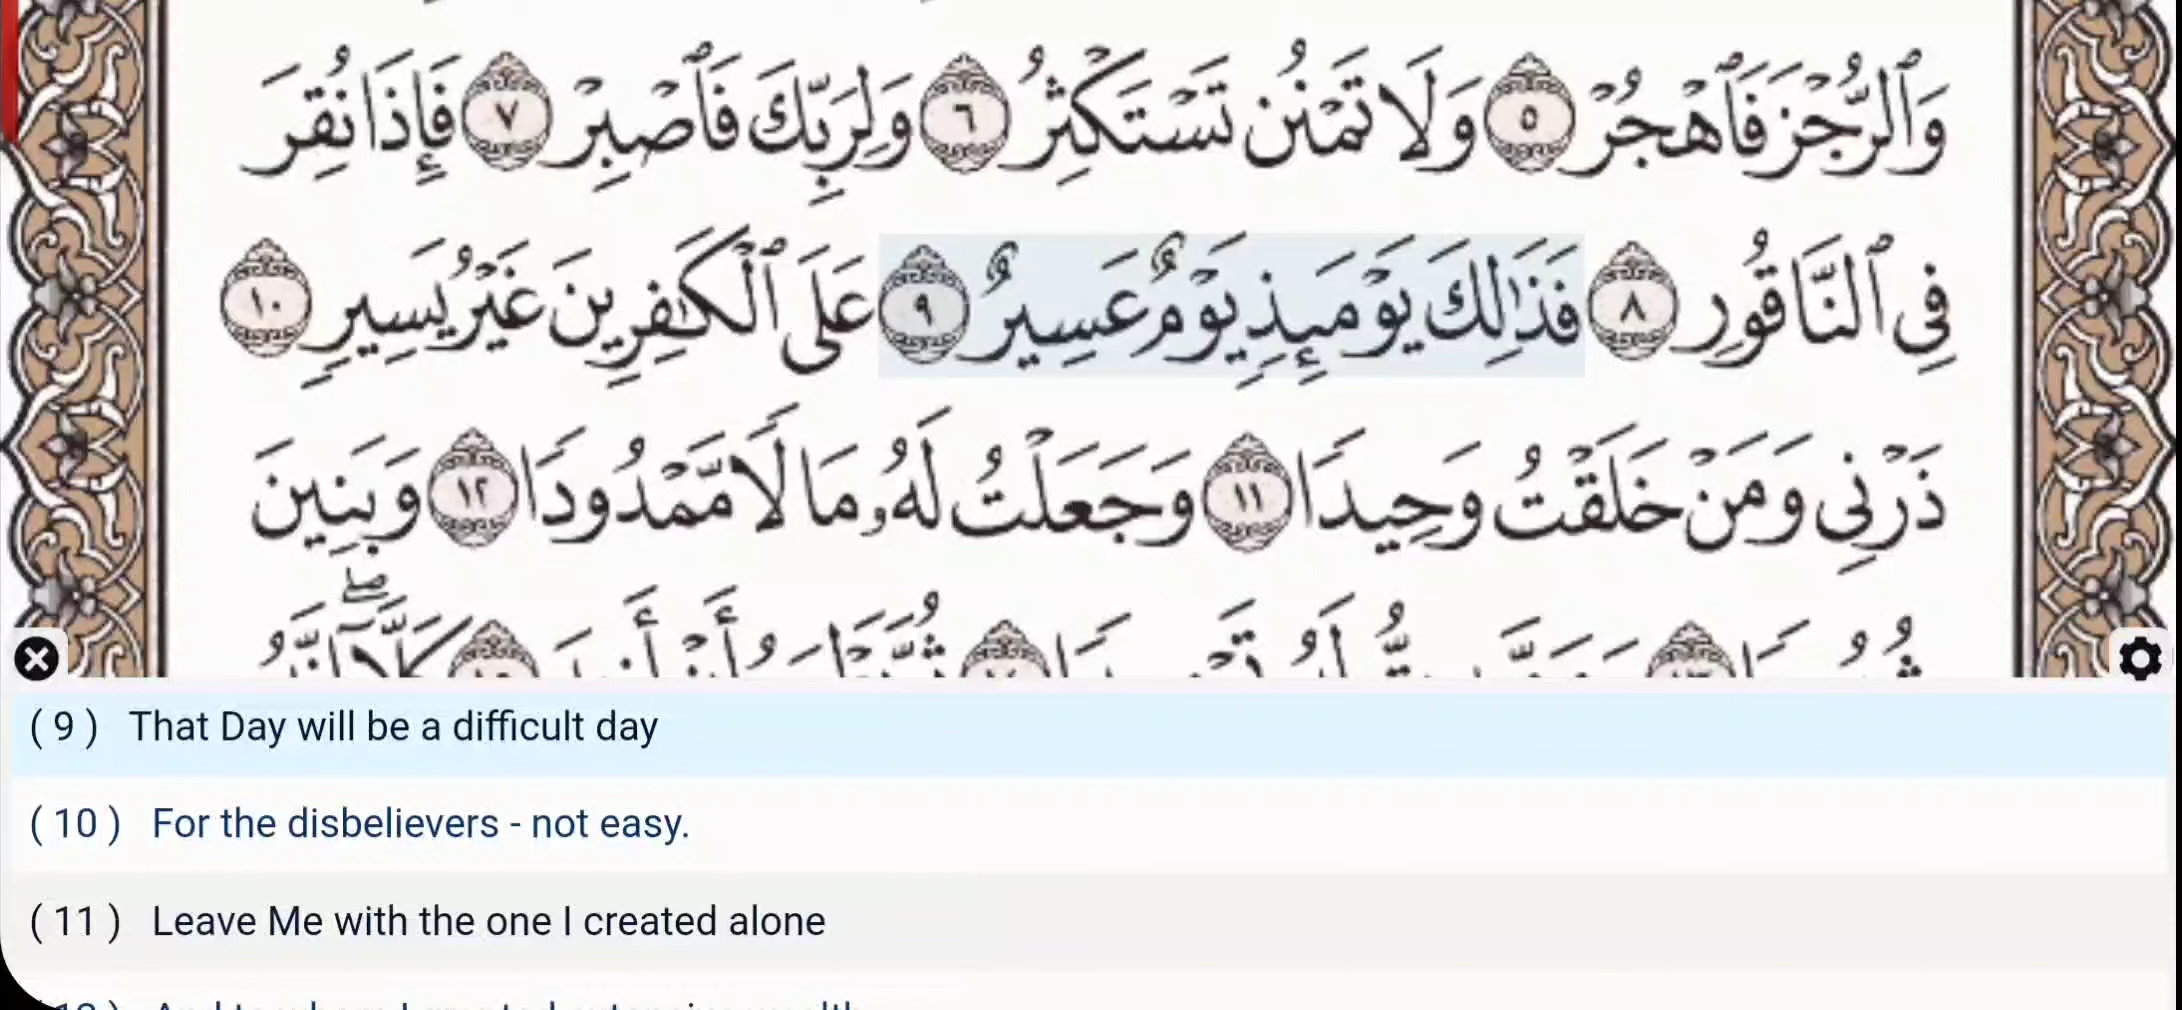 وَٱلرُّجْزَ فَٱهْجُرْ ٥ وَلَا تَمْنُن تَسْتَكْثِرُ ٦ وَلِرَبِّكَ فَٱصْبِرْ ٧ فَإِذَا نُقِرَ
فِى ٱلنَّاقُورِ ٨ فَذَٰلِكَ يَوْمَئِذٍ يَوْمٌ عَسِيرٌ ٩ عَلَى ٱلْكَـٰفِرِينَ غَيْرُ يَسِيرٍ ١٠
ذَرْنِى وَمَنْ خَلَقْتُ وَحِيدًا ١١ وَجَعَلْتُ لَهُۥ مَالًا مَّمْدُودًا ١٢ وَبَنِينَ
( 9 ) That Day will be a difficult day
( 10 ) For the disbelievers - not easy.
( 11 ) Leave Me with the one I created alone